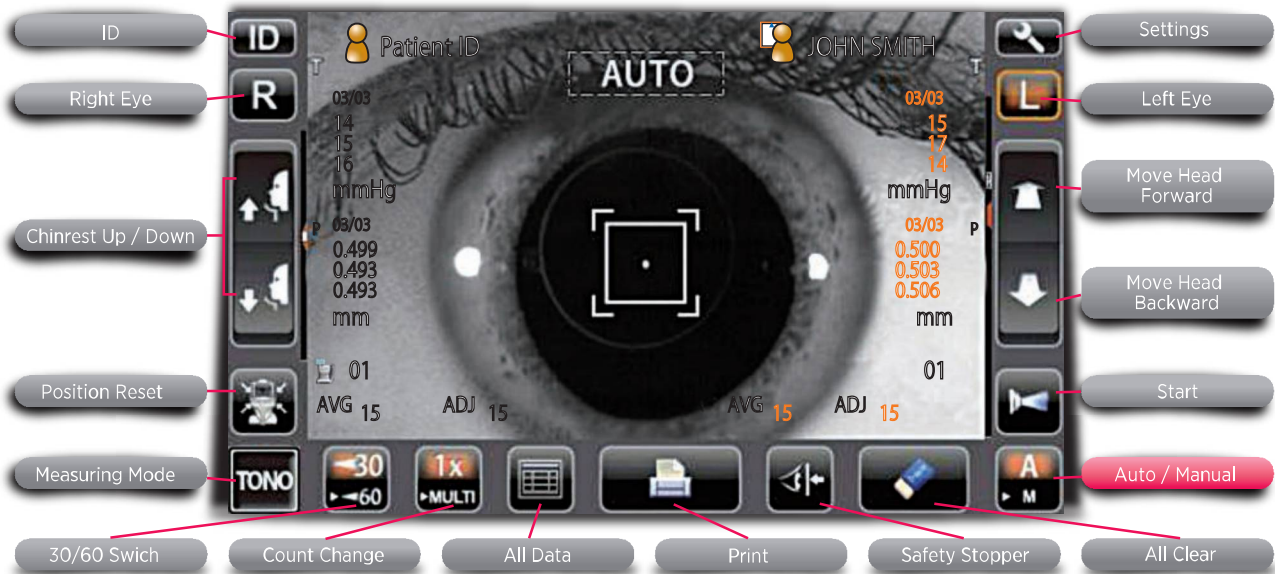 ID
Right Eye
Chinrest Up / Down
Position Reset
Measuring Mode
ID
R
Patient ID
JOHN SMITH
AUTO
T
T
L
03/03
14
15
16
mmHg
P 03/03
0.499
0.493
0.493
mm
01
AVG 15
ADJ 15
03/03
15
17
14
mmHg
03/03 P
0.500
0.503
0.506
mm
01
AVG 15
ADJ 15
Settings
Left Eye
Move Head
Forward
Move Head
Backward
Start
Auto / Manual
TONO
30
60
1x
MULTI
A
M
30/60 Swich
Count Change
All Data
Print
Safety Stopper
All Clear